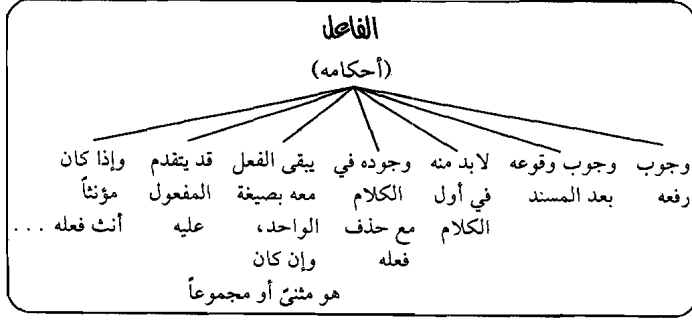 الفاعل
(أحكامه)
وجوب رفعه
وجوب وقوعه بعد المسند
لابد منه في أول الكلام
وجوده في الكلام مع حذف فعله
يبقى الفعل معه بصيغة الواحد، وإن كان هو مثنىً أو مجموعاً
قد يتقدم المفعول عليه
وإذا كان مؤنثاً أنث فعله ...